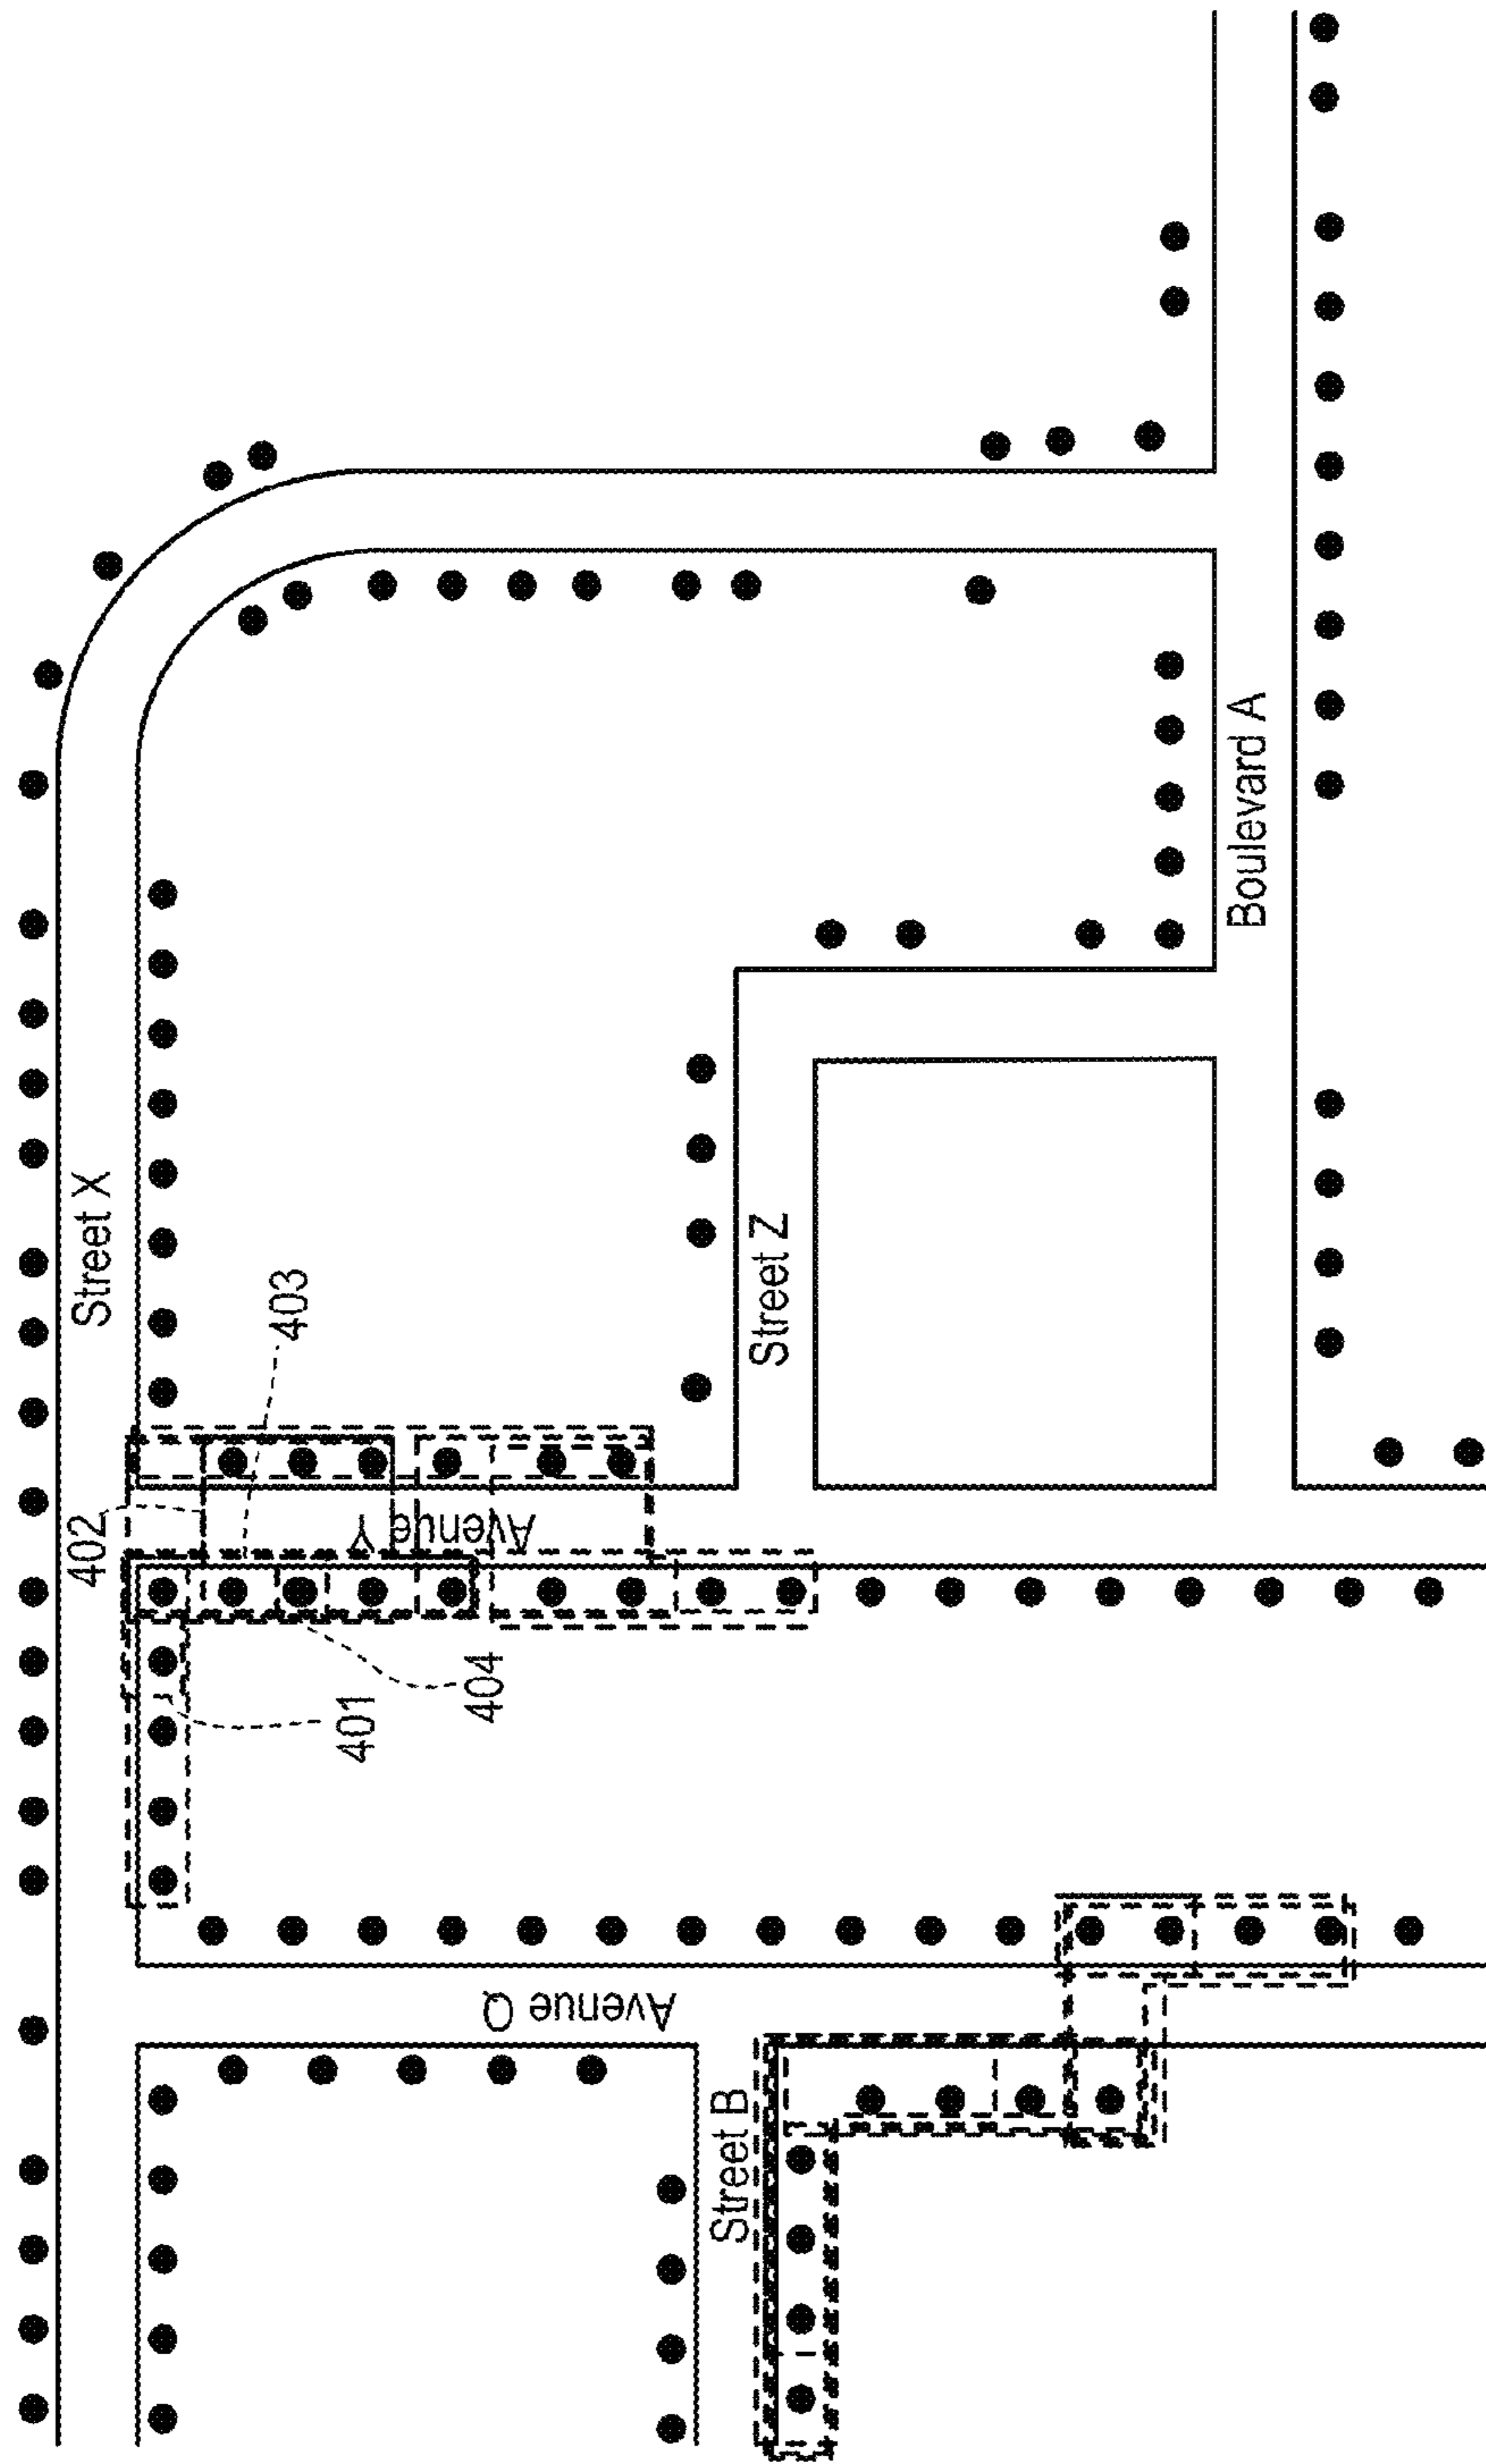 Street X
403
402
Avenue Y
Street Z
Boulevard A
401
404
Avenue Q
Street B